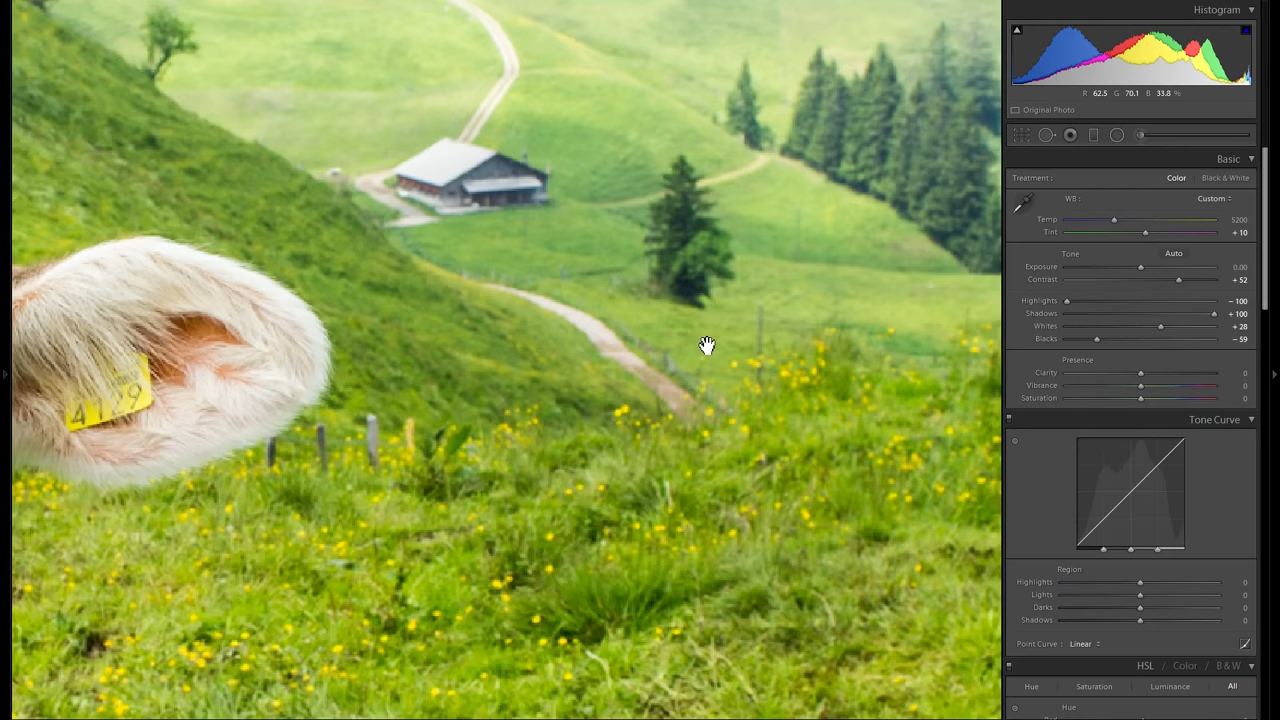 Histogram
R 62.5 G 70.1 B 33.8 %
Original Photo
Basic
Treatment : Color Black & White
WB : Custom
Temp 5200
Tint + 10
Tone Auto
Exposure 0.00
Contrast + 52
Highlights − 100
Shadows + 100
Whites + 28
Blacks − 59
Presence
Clarity 0
Vibrance 0
Saturation 0
Tone Curve
Region
Highlights 0
Lights 0
Darks 0
Shadows 0
Point Curve : Linear
HSL / Color / B & W
Hue Saturation Luminance All
Hue
4129